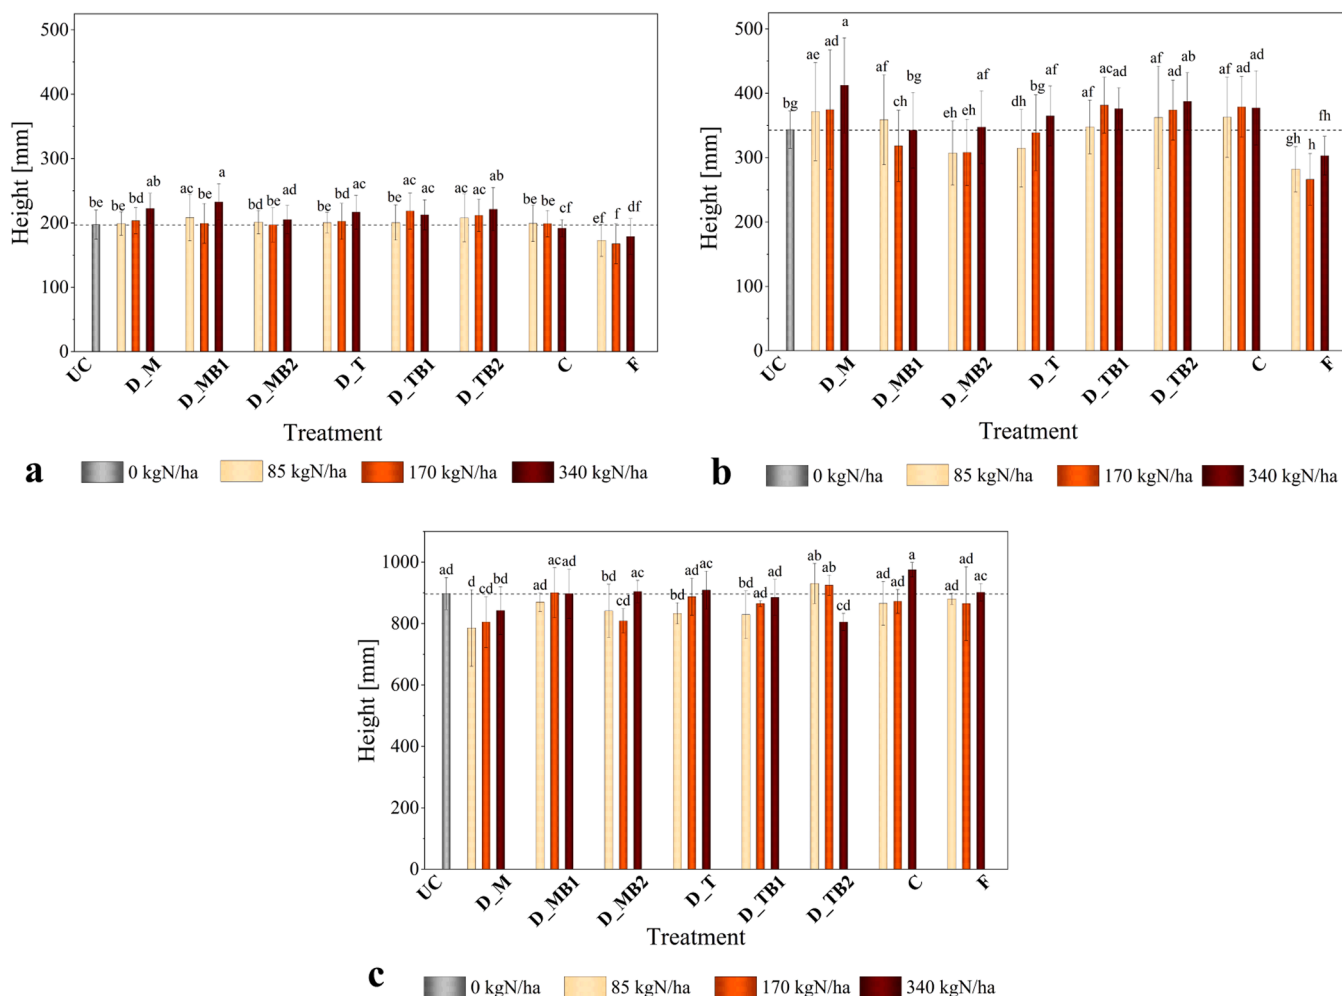 500
400
300
200
100
0
Height [mm]
be
be
bd
ab
ac
be
a
bd
be
ad
be
bd
ac
be
ac
ac
ac
ac
ab
be
be
cf
ef
f
df
UC
D_M
D_MB1
D_MB2
D_T
D_TB1
D_TB2
C
F
Treatment
a
0 kgN/ha
85 kgN/ha
170 kgN/ha
340 kgN/ha
500
400
300
200
100
0
Height [mm]
bg
ae
ad
a
af
ch
bg
eh
eh
af
dh
bg
af
af
ac
ad
af
ad
ab
af
ad
ad
gh
h
fh
UC
D_M
D_MB1
D_MB2
D_T
D_TB1
D_TB2
C
F
Treatment
b
0 kgN/ha
85 kgN/ha
170 kgN/ha
340 kgN/ha
1000
800
600
400
200
0
Height [mm]
ad
d
cd
bd
ad
ac
ad
bd
cd
ac
bd
ad
ac
bd
ad
ad
ab
ab
cd
ad
ad
a
ad
ad
ac
UC
D_M
D_MB1
D_MB2
D_T
D_TB1
D_TB2
C
F
Treatment
c
0 kgN/ha
85 kgN/ha
170 kgN/ha
340 kgN/ha